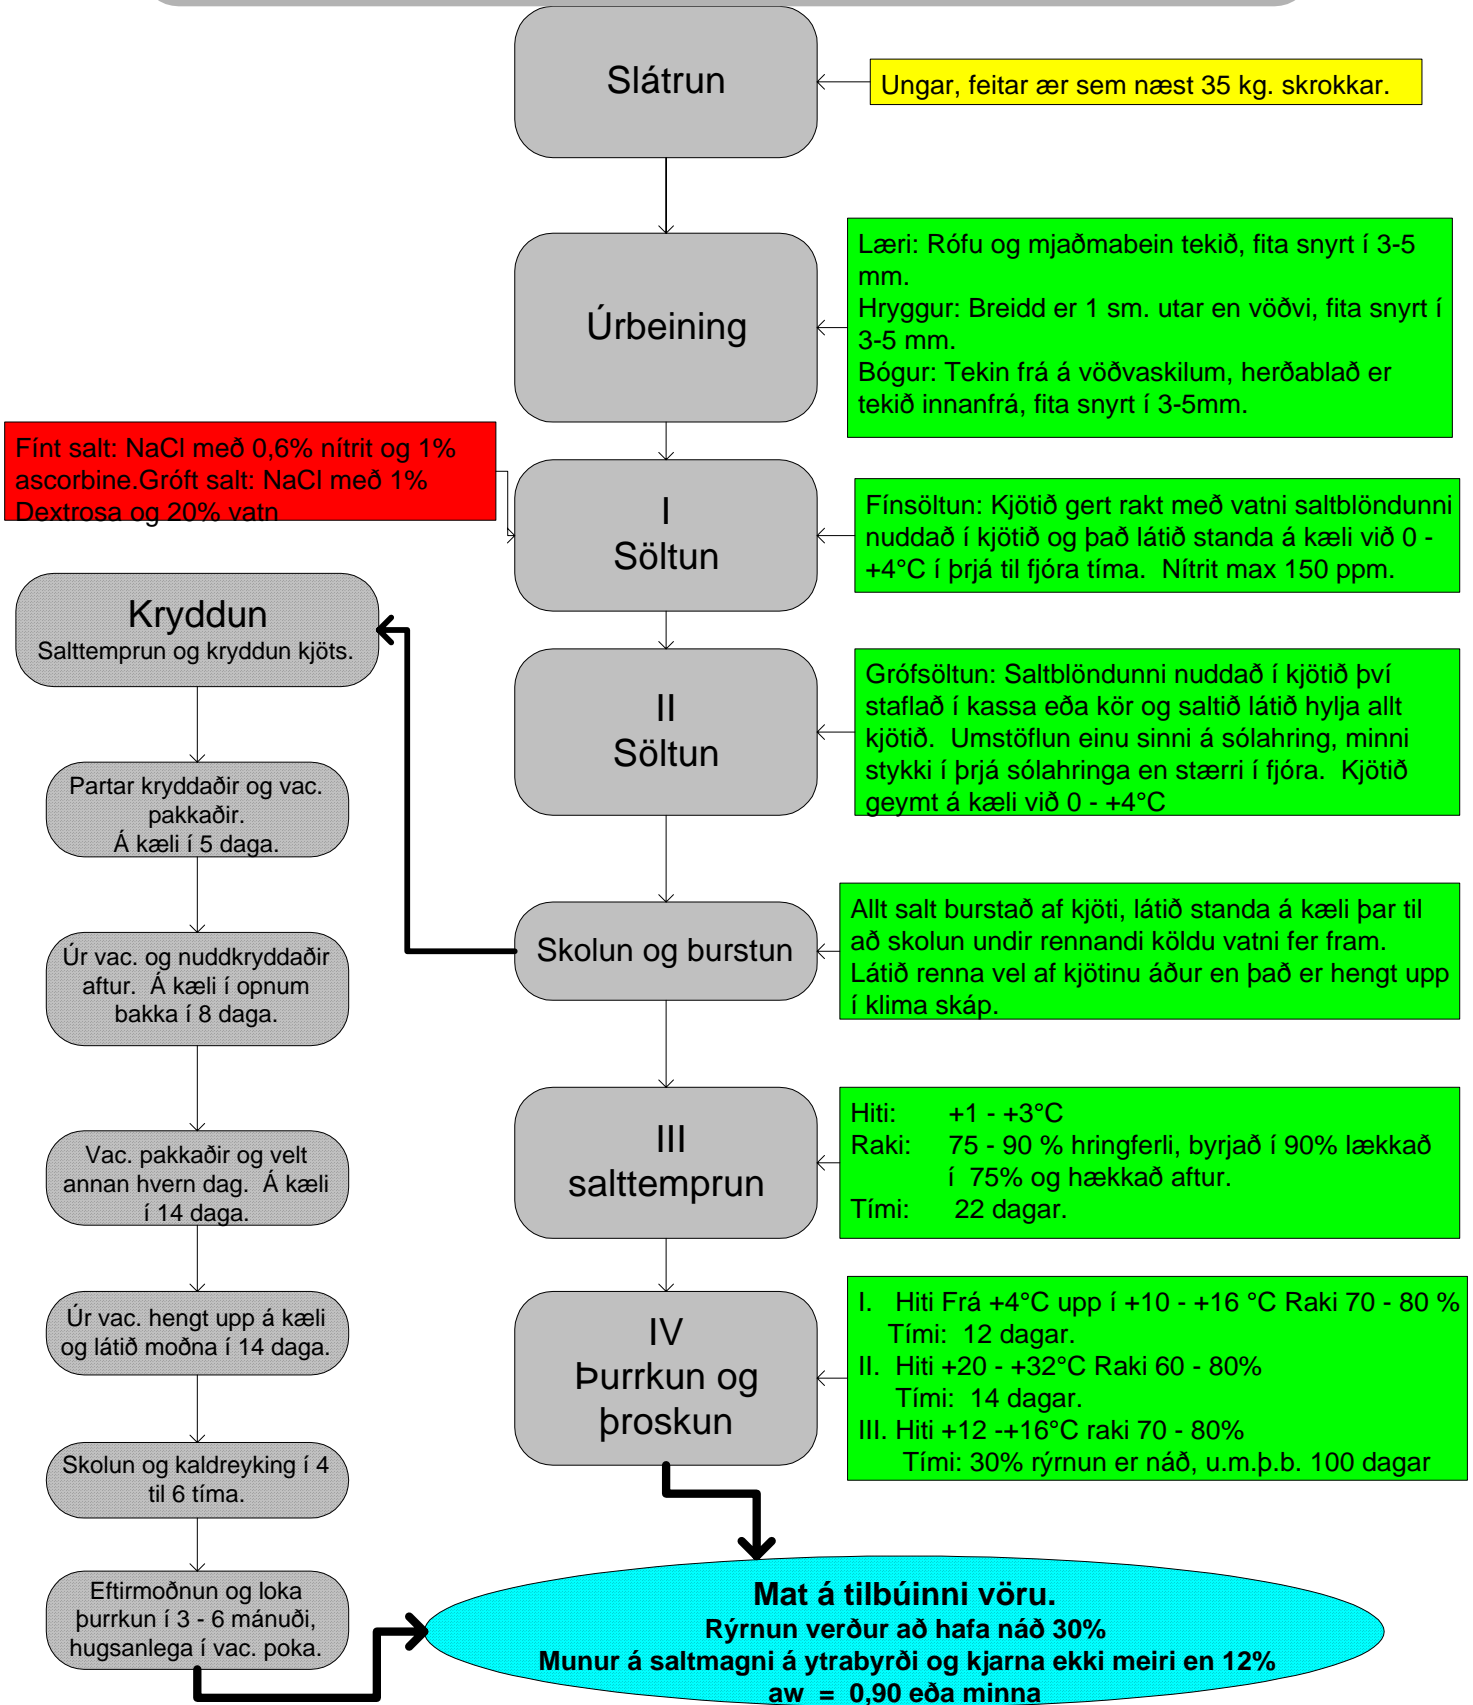 Slátrun
Ungar, feitar ær sem næst 35 kg. skrokkar.
Úrbeining
Læri: Rófu og mjaðmabein tekið, fita snyrt í 3-5
mm.
Hryggur: Breidd er 1 sm. utar en vöðvi, fita snyrt í
3-5 mm.
Bógur: Tekin frá á vöðvaskilum, herðablað er
tekið innanfrá, fita snyrt í 3-5mm.
Fínt salt: NaCl með 0,6% nítrit og 1%
ascorbine.Gróft salt: NaCl með 1%
Dextrosa og 20% vatn
I
Söltun
Fínsöltun: Kjötið gert rakt með vatni saltblöndunni
nuddað í kjötið og það látið standa á kæli við 0 -
+4°C í þrjá til fjóra tíma. Nítrit max 150 ppm.
II
Söltun
Grófsöltun: Saltblöndunni nuddað í kjötið því
staflað í kassa eða kör og saltið látið hylja allt
kjötið. Umstöflun einu sinni á sólahring, minni
stykki í þrjá sólahringa en stærri í fjóra. Kjötið
geymt á kæli við 0 - +4°C
Skolun og burstun
Allt salt burstað af kjöti, látið standa á kæli þar til
að skolun undir rennandi köldu vatni fer fram.
Látið renna vel af kjötinu áður en það er hengt upp
í klima skáp.
III
salttemprun
Hiti: +1 - +3°C
Raki: 75 - 90 % hringferli, byrjað í 90% lækkað
í 75% og hækkað aftur.
Tími: 22 dagar.
IV
Þurrkun og
þroskun
I. Hiti Frá +4°C upp í +10 - +16 °C Raki 70 - 80 %
Tími: 12 dagar.
II. Hiti +20 - +32°C Raki 60 - 80%
Tími: 14 dagar.
III. Hiti +12 -+16°C raki 70 - 80%
Tími: 30% rýrnun er náð, u.m.þ.b. 100 dagar
Kryddun
Salttemprun og kryddun kjöts.
Partar kryddaðir og vac.
pakkaðir.
Á kæli í 5 daga.
Úr vac. og nuddkryddaðir
aftur. Á kæli í opnum
bakka í 8 daga.
Vac. pakkaðir og velt
annan hvern dag. Á kæli
í 14 daga.
Úr vac. hengt upp á kæli
og látið moðna í 14 daga.
Skolun og kaldreyking í 4
til 6 tíma.
Eftirmoðnun og loka
þurrkun í 3 - 6 mánuði,
hugsanlega í vac. poka.
Mat á tilbúinni vöru.
Rýrnun verður að hafa náð 30%
Munur á saltmagni á ytrabyrði og kjarna ekki meiri en 12%
aw = 0,90 eða minna